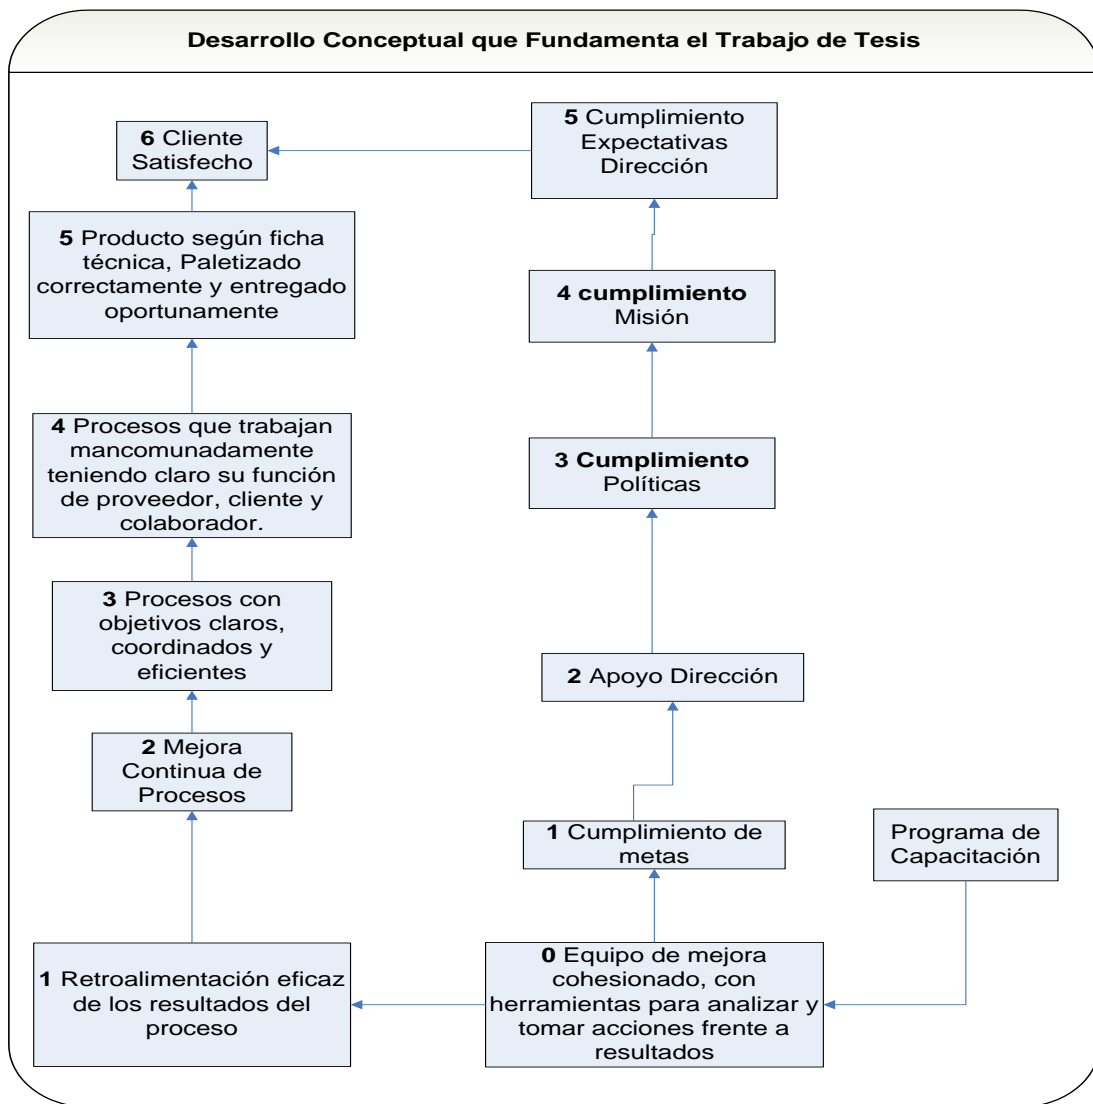 Desarrollo Conceptual que Fundamenta el Trabajo de Tesis
6 Cliente
Satisfecho
5 Cumplimiento
Expectativas
Dirección
5 Producto según ficha
técnica, Paletizado
correctamente y entregado
oportunamente
4 cumplimiento
Misión
4 Procesos que trabajan
mancomunadamente
teniendo claro su función
de proveedor, cliente y
colaborador.
3 Cumplimiento
Políticas
3 Procesos con
objetivos claros,
coordinados y
eficientes
2 Apoyo Dirección
2 Mejora
Continua de
Procesos
1 Cumplimiento de
metas
Programa de
Capacitación
1 Retroalimentación eficaz
de los resultados del
proceso
0 Equipo de mejora
cohesionado, con
herramientas para analizar y
tomar acciones frente a
resultados